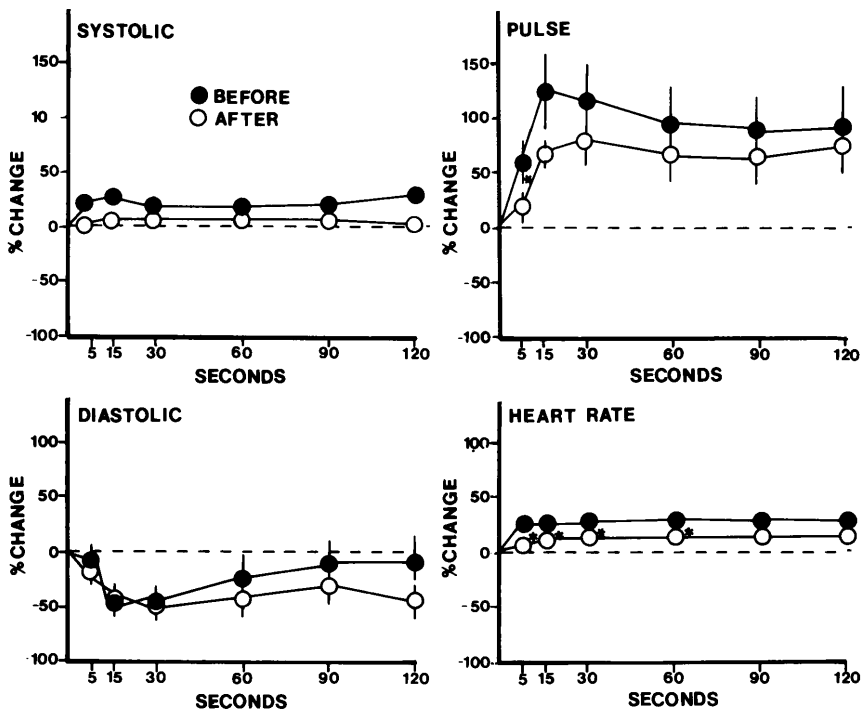 SYSTOLIC
150
10
50
0
-50
-100
% CHANGE
BEFORE
AFTER
5 15 30 60 90 120
SECONDS
PULSE
150
100
50
0
-50
-100
% CHANGE
*
5 15 30 60 90 120
SECONDS
DIASTOLIC
100
50
0
-50
-100
% CHANGE
5 15 30 60 90 120
SECONDS
HEART RATE
100
50
0
-50
-100
% CHANGE
* * * *
5 15 30 60 90 120
SECONDS